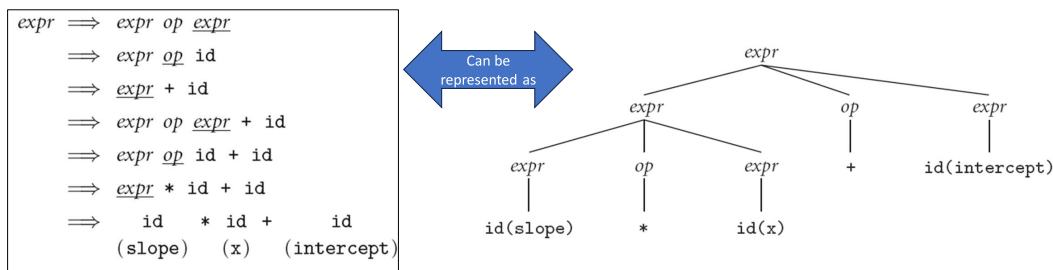 expr ⟹ expr op expr
⟹ expr op id
⟹ expr + id
⟹ expr op expr + id
⟹ expr op id + id
⟹ expr * id + id
⟹ id * id + id
(slope) (x) (intercept)
Can be
represented as
expr
expr op expr
expr op expr + id(intercept)
id(slope) * id(x)